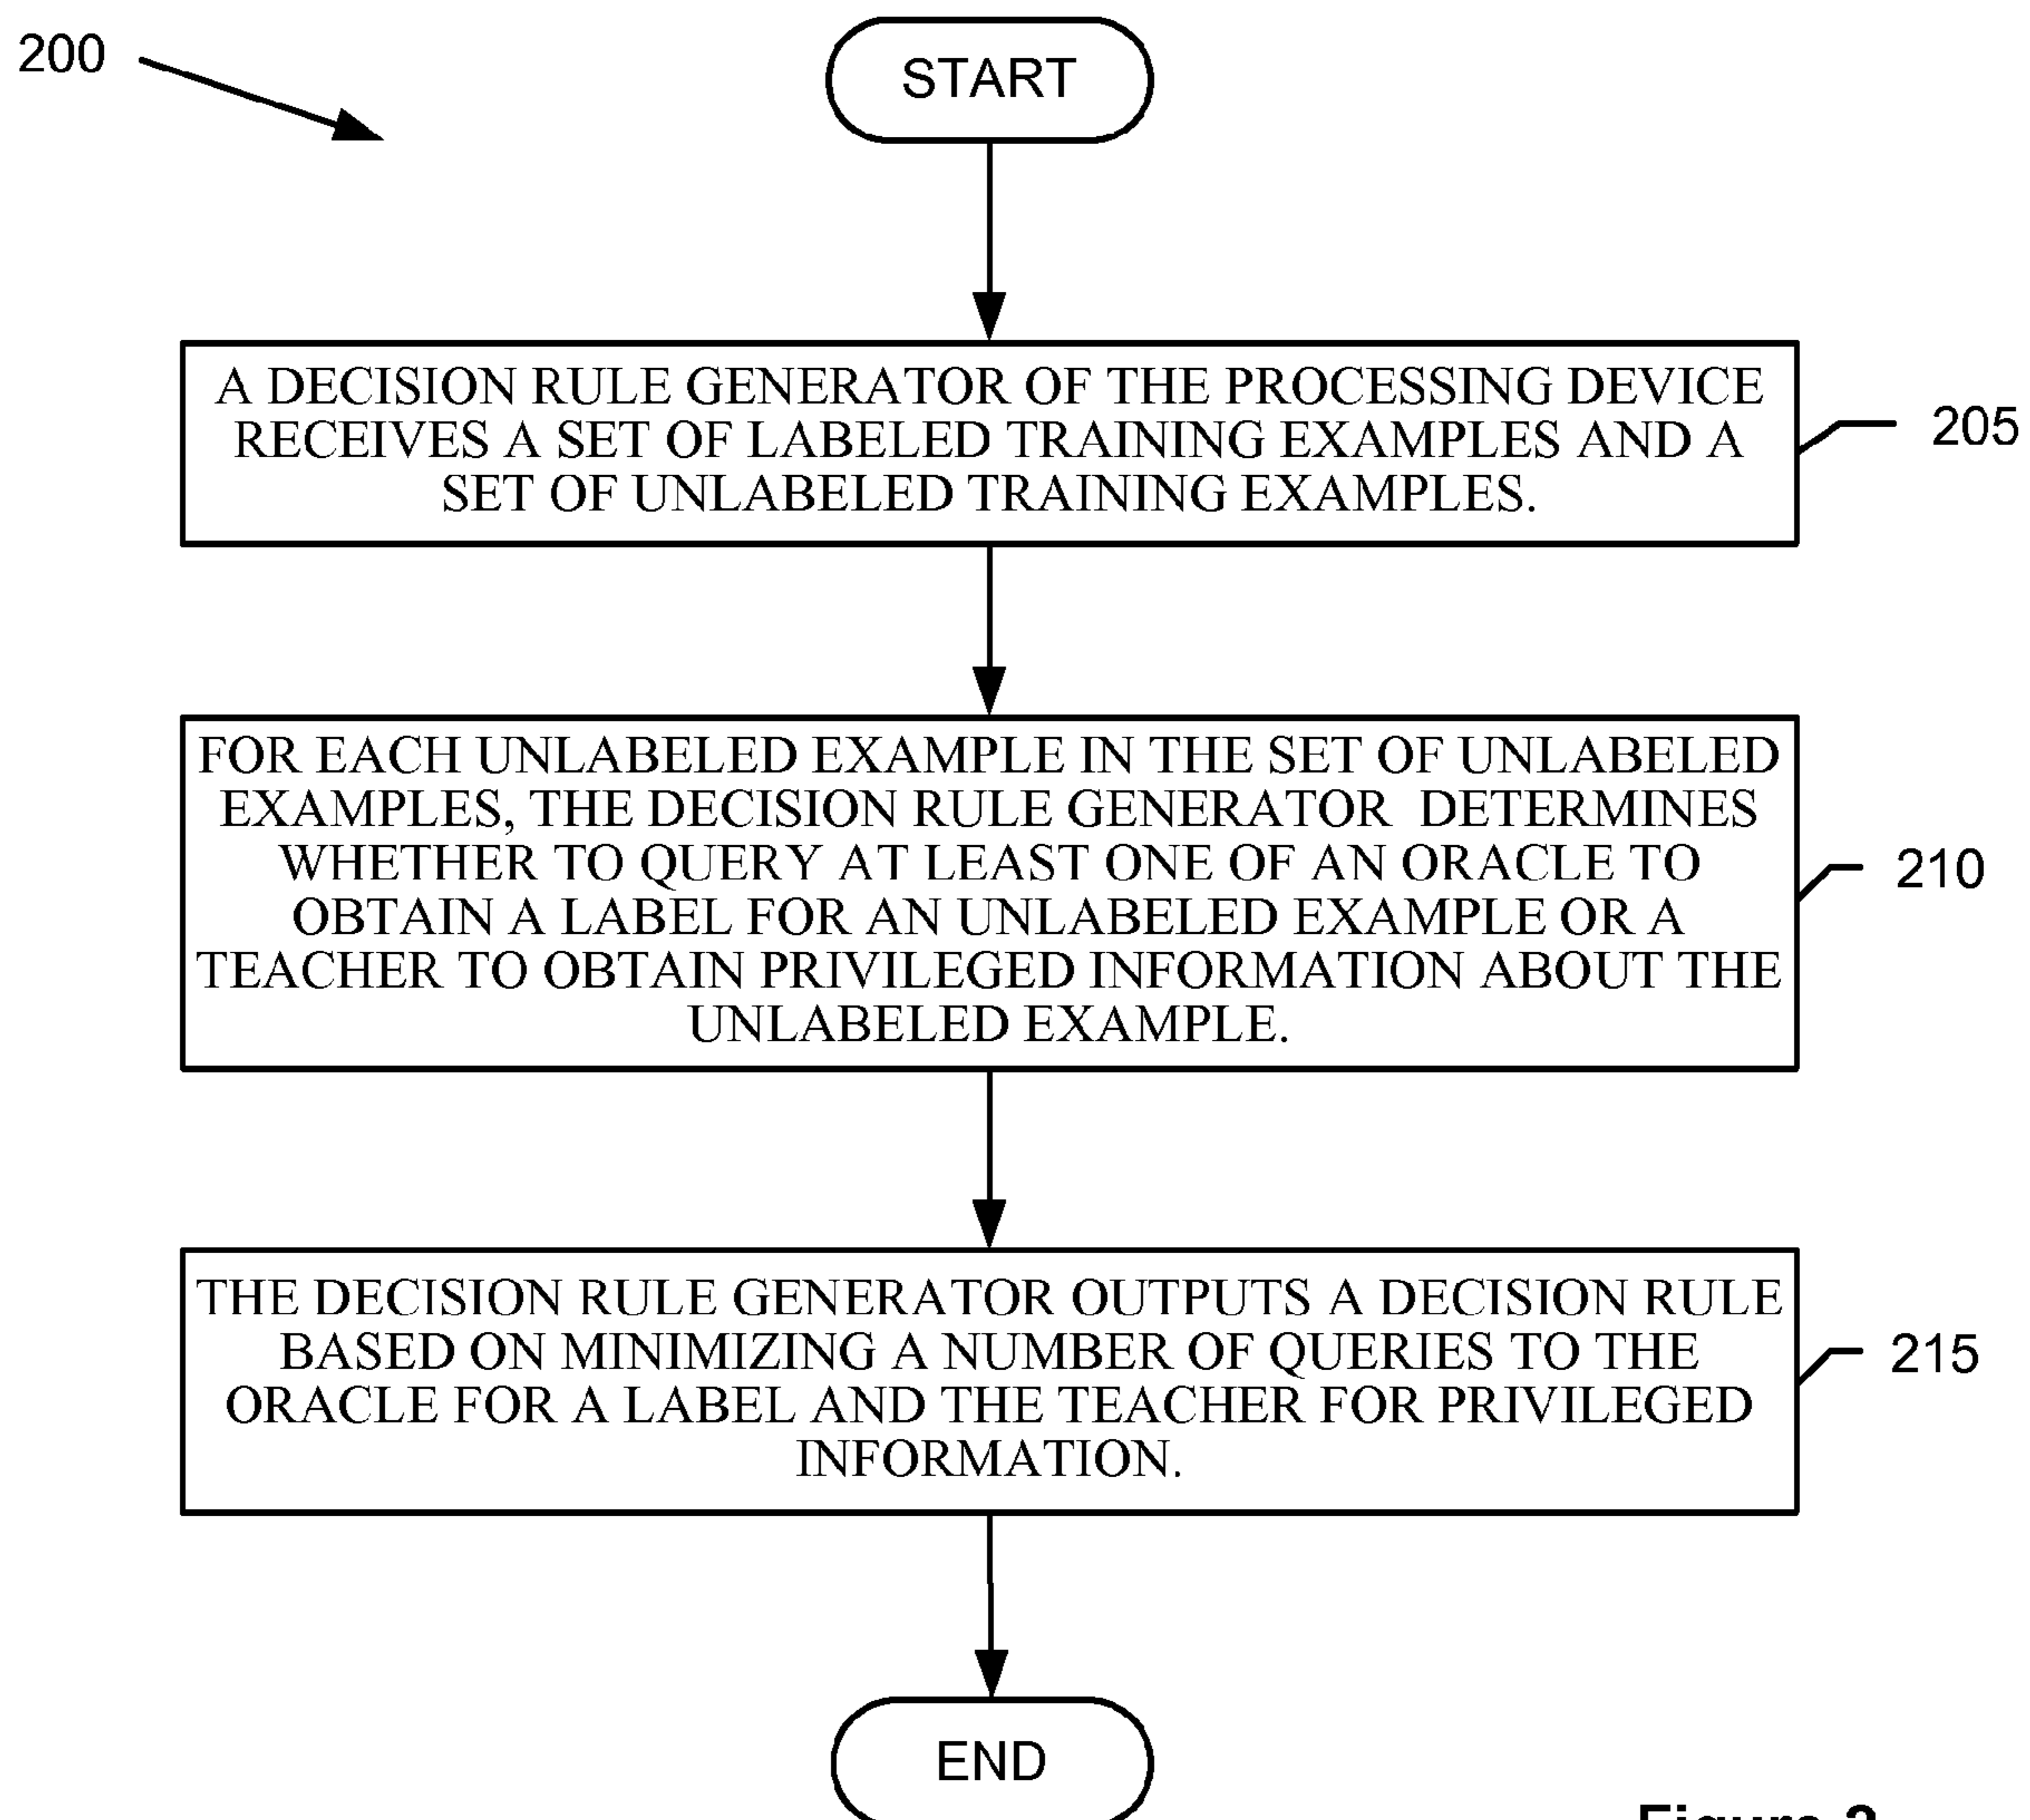 200
START
A DECISION RULE GENERATOR OF THE PROCESSING DEVICE
RECEIVES A SET OF LABELED TRAINING EXAMPLES AND A
SET OF UNLABELED TRAINING EXAMPLES.
205
FOR EACH UNLABELED EXAMPLE IN THE SET OF UNLABELED
EXAMPLES, THE DECISION RULE GENERATOR DETERMINES
WHETHER TO QUERY AT LEAST ONE OF AN ORACLE TO
OBTAIN A LABEL FOR AN UNLABELED EXAMPLE OR A
TEACHER TO OBTAIN PRIVILEGED INFORMATION ABOUT THE
UNLABELED EXAMPLE.
210
THE DECISION RULE GENERATOR OUTPUTS A DECISION RULE
BASED ON MINIMIZING A NUMBER OF QUERIES TO THE
ORACLE FOR A LABEL AND THE TEACHER FOR PRIVILEGED
INFORMATION.
215
END
Figure